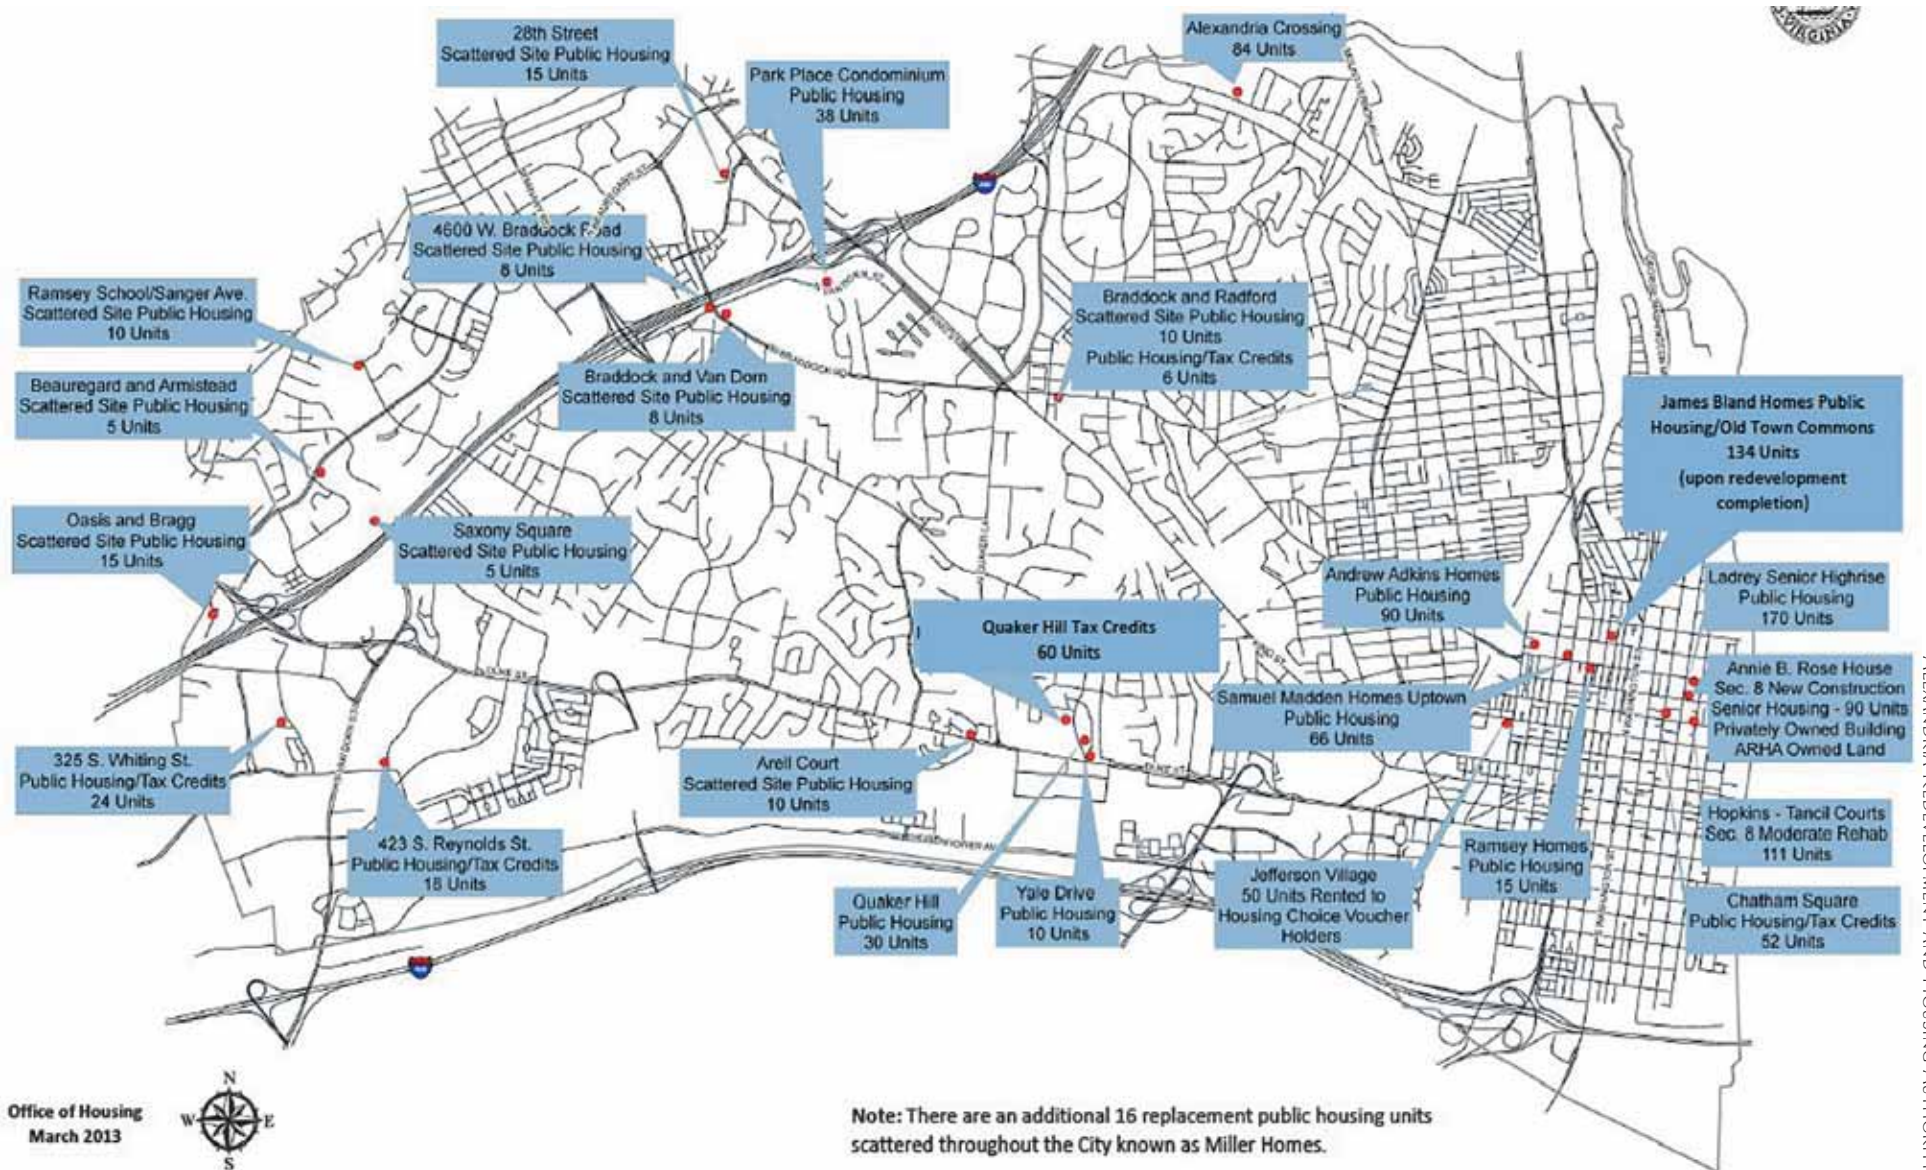 VIRGINIA
28th Street
Scattered Site Public Housing
15 Units
Park Place Condominium
Public Housing
38 Units
Alexandria Crossing
84 Units
4600 W. Braddock Road
Scattered Site Public Housing
8 Units
Ramsey School/Sanger Ave.
Scattered Site Public Housing
10 Units
Braddock and Radford
Scattered Site Public Housing
10 Units
Public Housing/Tax Credits
6 Units
Beauregard and Armistead
Scattered Site Public Housing
5 Units
Braddock and Van Dorn
Scattered Site Public Housing
8 Units
James Bland Homes Public
Housing/Old Town Commons
134 Units
(upon redevelopment
completion)
Oasis and Bragg
Scattered Site Public Housing
15 Units
Saxony Square
Scattered Site Public Housing
5 Units
Andrew Adkins Homes
Public Housing
90 Units
Ladrey Senior Highrise
Public Housing
170 Units
Quaker Hill Tax Credits
60 Units
KING ST.
DUKE ST.
Samuel Madden Homes Uptown
Public Housing
66 Units
Annie B. Rose House
Sec. 8 New Construction
Senior Housing - 90 Units
Privately Owned Building
ARHA Owned Land
325 S. Whiting St.
Public Housing/Tax Credits
24 Units
Arell Court
Scattered Site Public Housing
10 Units
DUKE ST.
423 S. Reynolds St.
Public Housing/Tax Credits
18 Units
Hopkins - Tancil Courts
Sec. 8 Moderate Rehab
111 Units
Ramsey Homes
Public Housing
15 Units
Jefferson Village
50 Units Rented to
Housing Choice Voucher
Holders
Quaker Hill
Public Housing
30 Units
Yale Drive
Public Housing
10 Units
Chatham Square
Public Housing/Tax Credits
52 Units
N
W E
S
Office of Housing
March 2013
Note: There are an additional 16 replacement public housing units
scattered throughout the City known as Miller Homes.